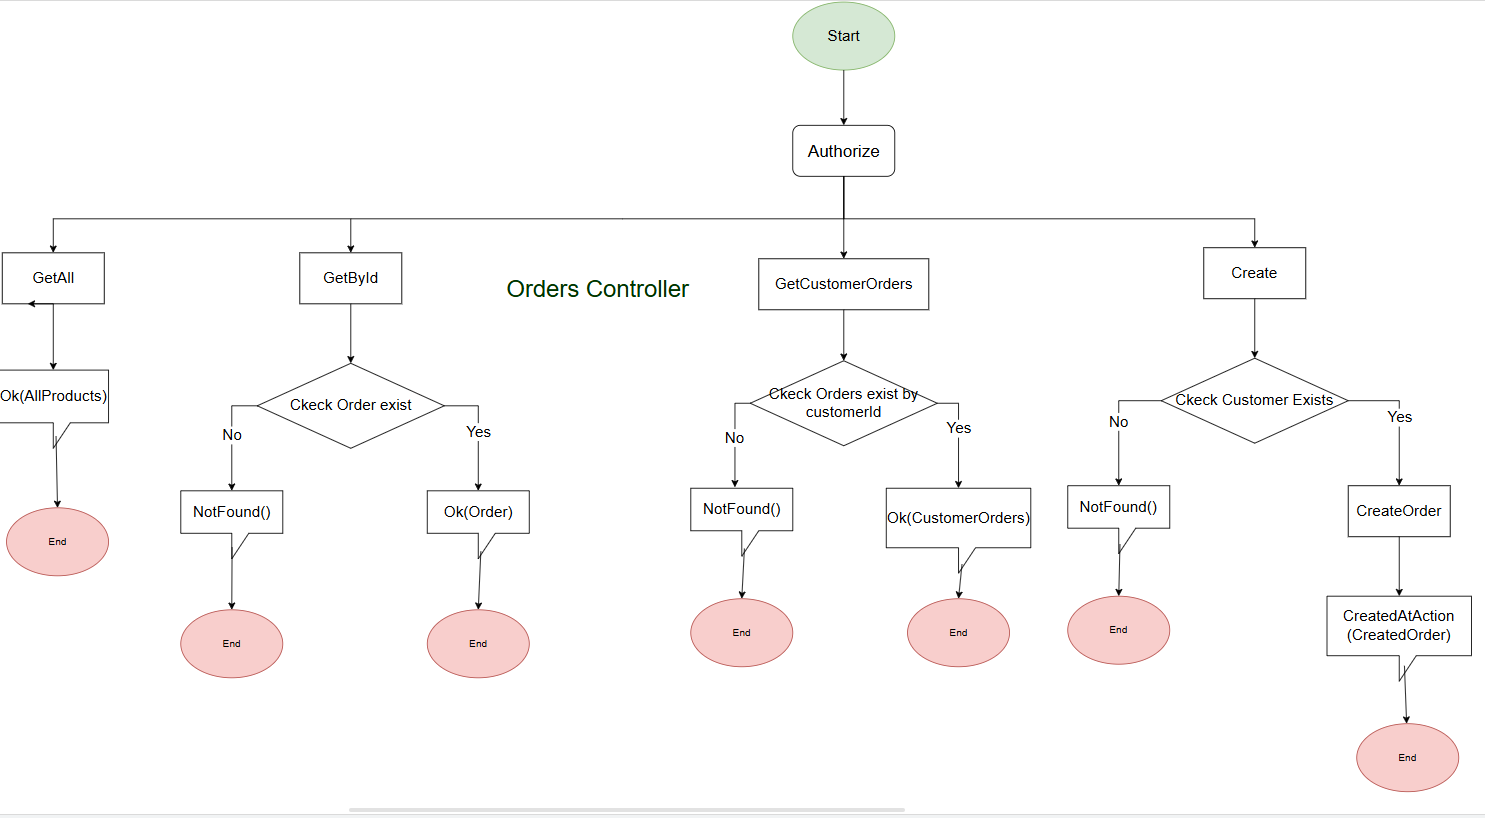 Start
Authorize
GetAll
GetById
Orders Controller
GetCustomerOrders
Create
Ok(AllProducts)
Ckeck Order exist
Ckeck Orders exist by
customerId
Ckeck Customer Exists
No
Yes
No
Yes
No
Yes
NotFound()
Ok(Order)
NotFound()
Ok(CustomerOrders)
NotFound()
CreateOrder
End
End
End
End
End
End
CreatedAtAction
(CreatedOrder)
End